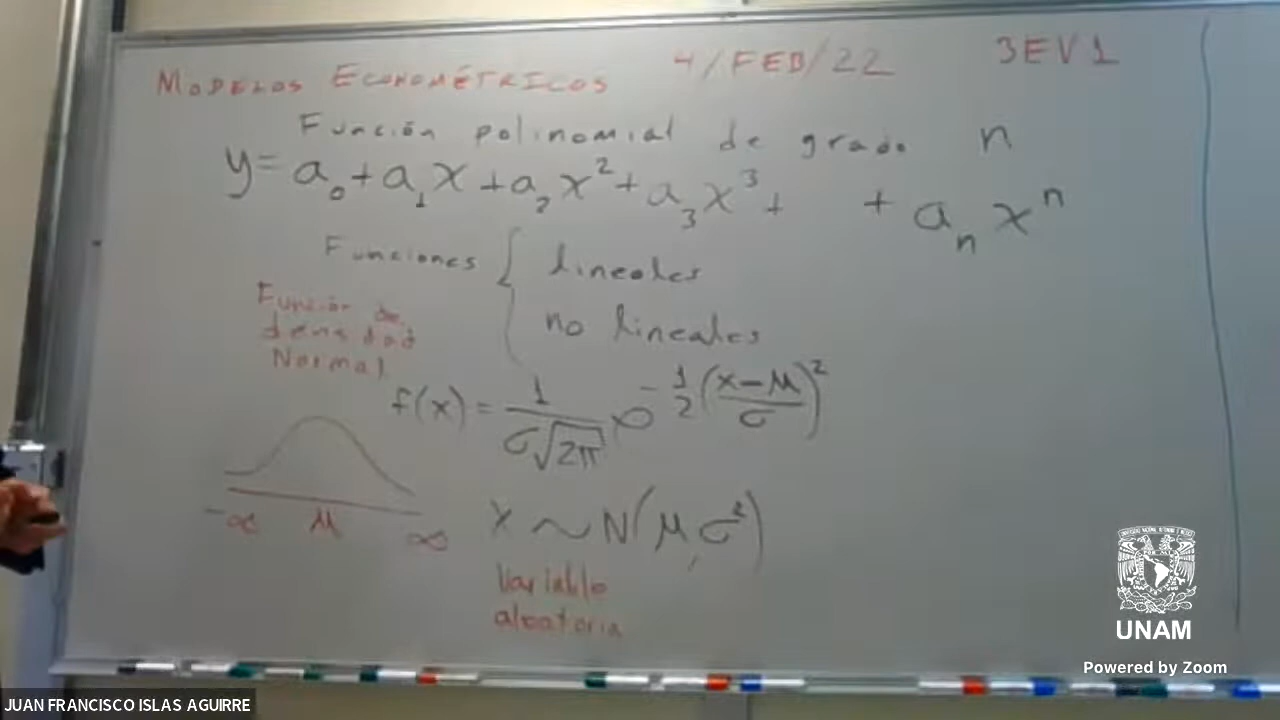 MODELOS ECONOMÉTRICOS 4/FEB/22 3EV1
Función polinomial de grado n
y = a₀ + a₁x + a₂x² + a₃x³ + + aₙxⁿ
Funciones { lineales
no lineales
Función de
densidad
Normal
f(x) = 1/(σ√2π) e^(-1/2((x-μ)/σ)²)
-∞ μ ∞
x ~ N(μ, σ²)
Variable
aleatoria
UNAM
Powered by Zoom
JUAN FRANCISCO ISLAS AGUIRRE